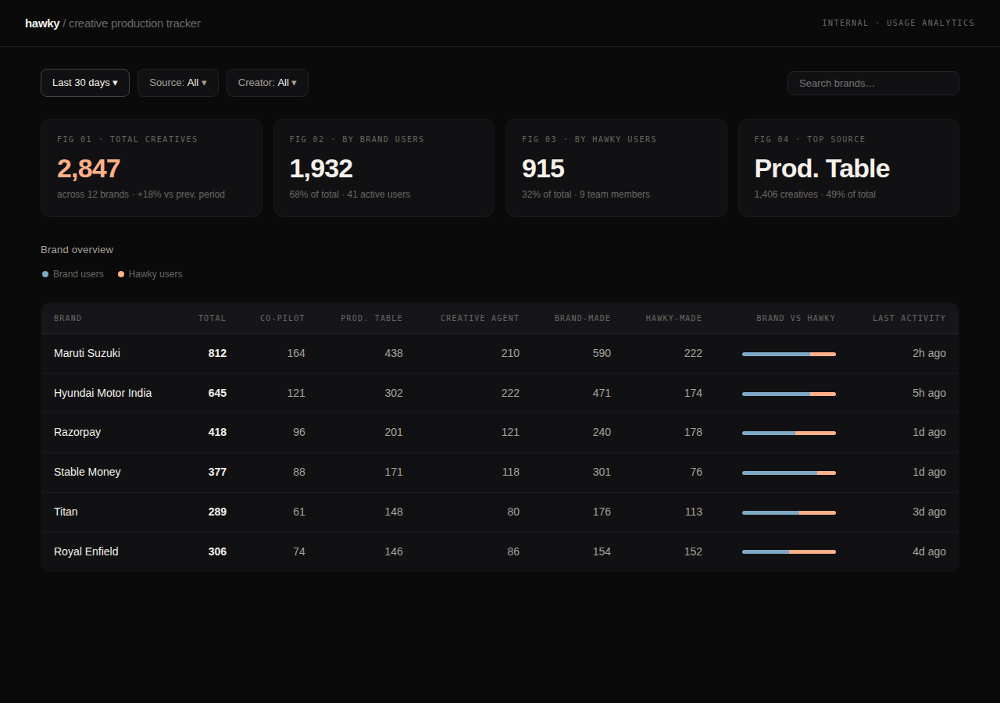 hawky / creative production tracker
INTERNAL · USAGE ANALYTICS
Last 30 days ▾
Source: All ▾
Creator: All ▾
Search brands…
FIG 01 · TOTAL CREATIVES
2,847
across 12 brands · +18% vs prev. period
FIG 02 · BY BRAND USERS
1,932
68% of total · 41 active users
FIG 03 · BY HAWKY USERS
915
32% of total · 9 team members
FIG 04 · TOP SOURCE
Prod. Table
1,406 creatives · 49% of total
Brand overview
Brand users Hawky users
BRAND TOTAL CO-PILOT PROD. TABLE CREATIVE AGENT BRAND-MADE HAWKY-MADE BRAND VS HAWKY LAST ACTIVITY
Maruti Suzuki 812 164 438 210 590 222 2h ago
Hyundai Motor India 645 121 302 222 471 174 5h ago
Razorpay 418 96 201 121 240 178 1d ago
Stable Money 377 88 171 118 301 76 1d ago
Titan 289 61 148 80 176 113 3d ago
Royal Enfield 306 74 146 86 154 152 4d ago